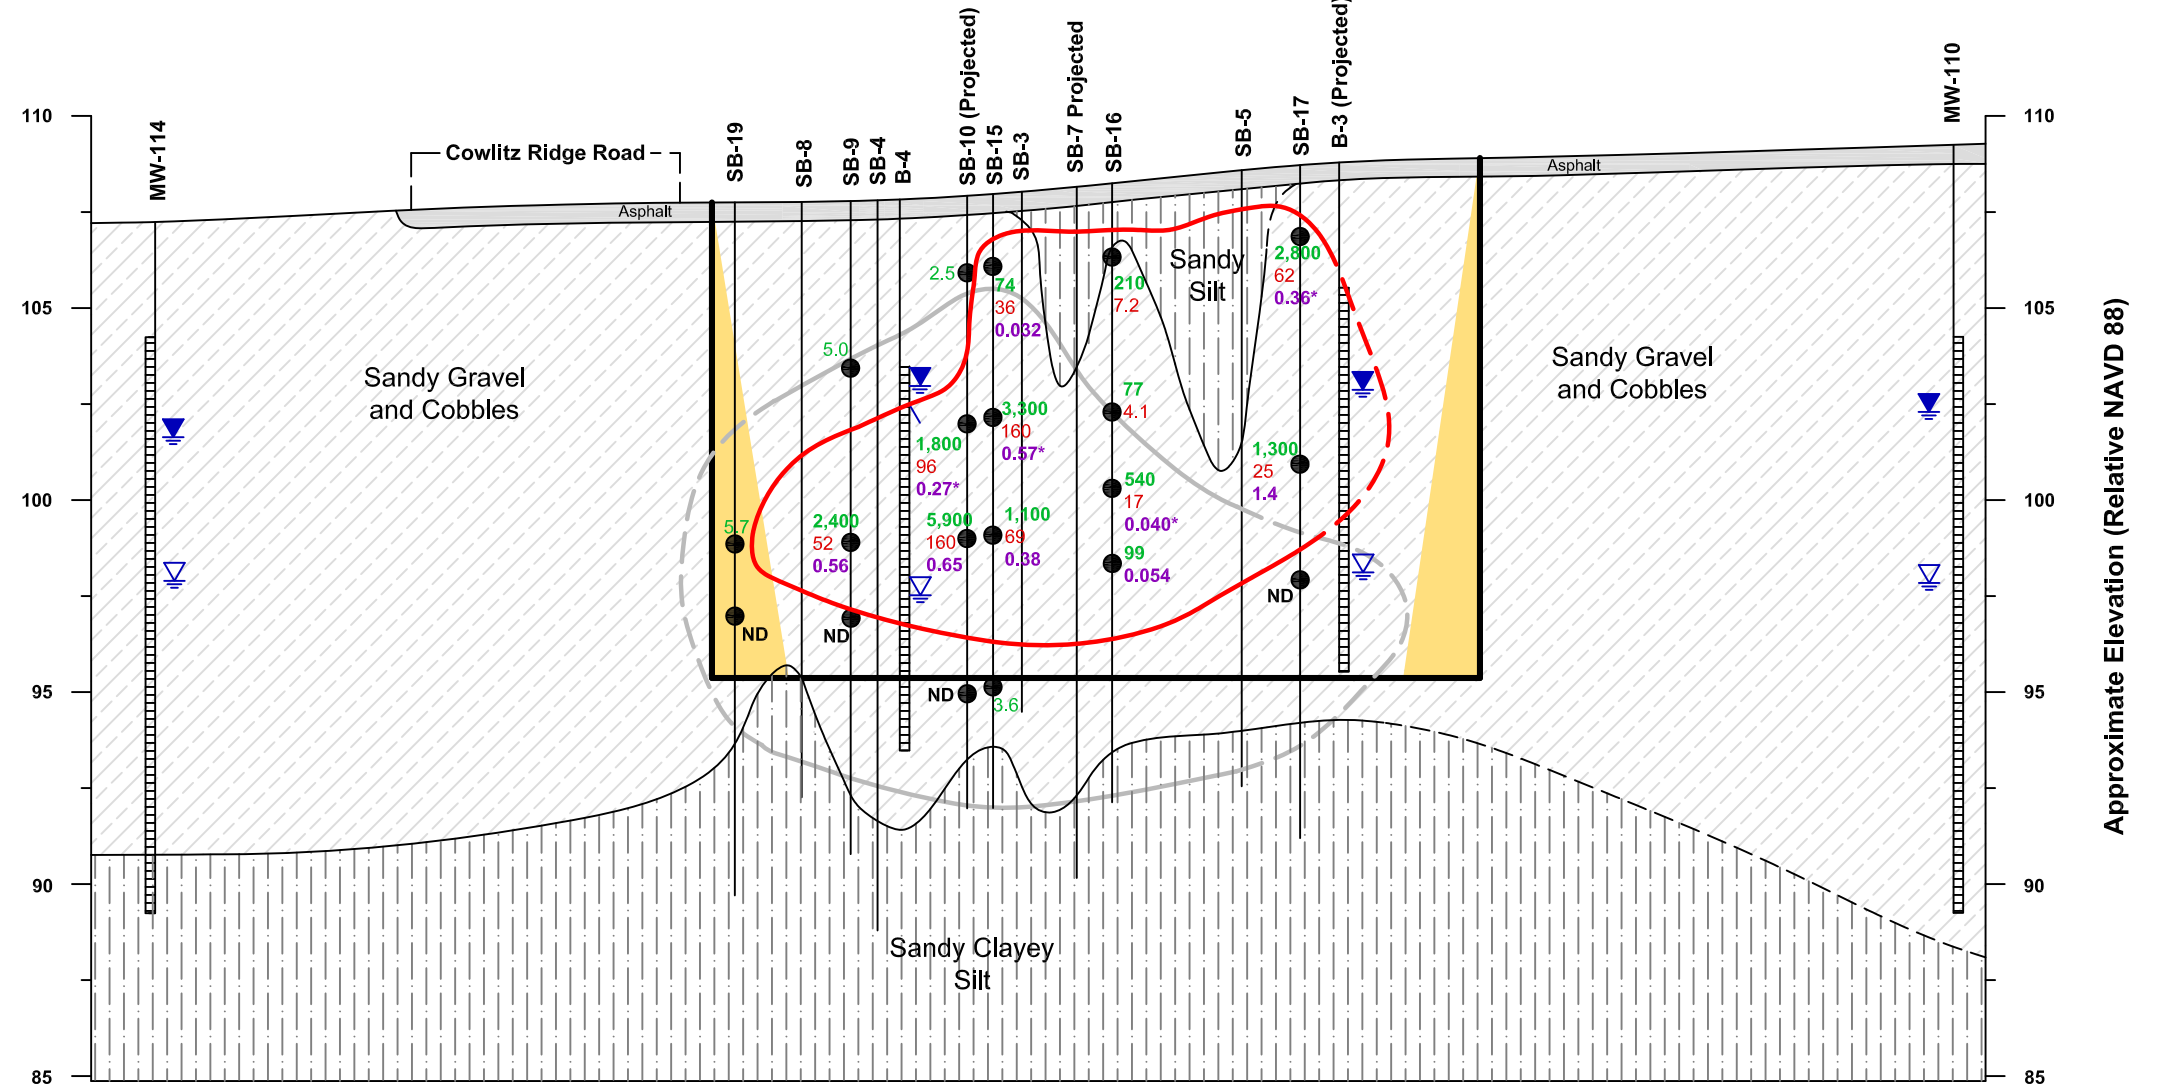 MW-114
Cowlitz Ridge Road
SB-19
SB-8
SB-9
SB-4
B-4
SB-10 (Projected)
SB-15
SB-3
SB-7 Projected
SB-16
SB-5
SB-17
B-3 (Projected)
MW-110
110
105
100
95
90
85
110
105
100
95
90
85
Approximate Elevation (Relative NAVD 88)
Asphalt
Asphalt
Sandy Gravel
and Cobbles
Sandy
Silt
Sandy Gravel
and Cobbles
Sandy Clayey
Silt
5.7
ND
5.0
2,400
52
0.56
ND
2.5
1,800
96
0.27*
5,900
160
0.65
ND
74
36
0.032
3,300
160
0.57*
1,100
69
0.38
3.6
210
7.2
77
4.1
540
17
0.040*
99
0.054
2,800
62
0.36*
1,300
25
1.4
ND